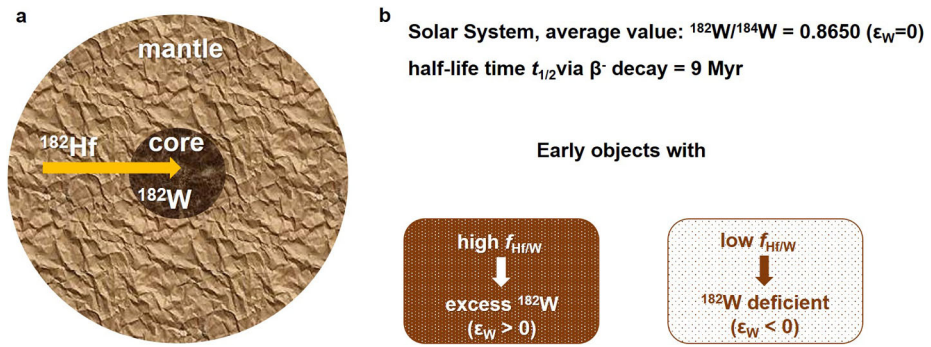 a
mantle
¹⁸²Hf
core
¹⁸²W
b
Solar System, average value: ¹⁸²W/¹⁸⁴W = 0.8650 (εW=0)
half-life time t1/2via β- decay = 9 Myr
Early objects with
high fHf/W
excess ¹⁸²W
(εW > 0)
low fHf/W
¹⁸²W deficient
(εW < 0)